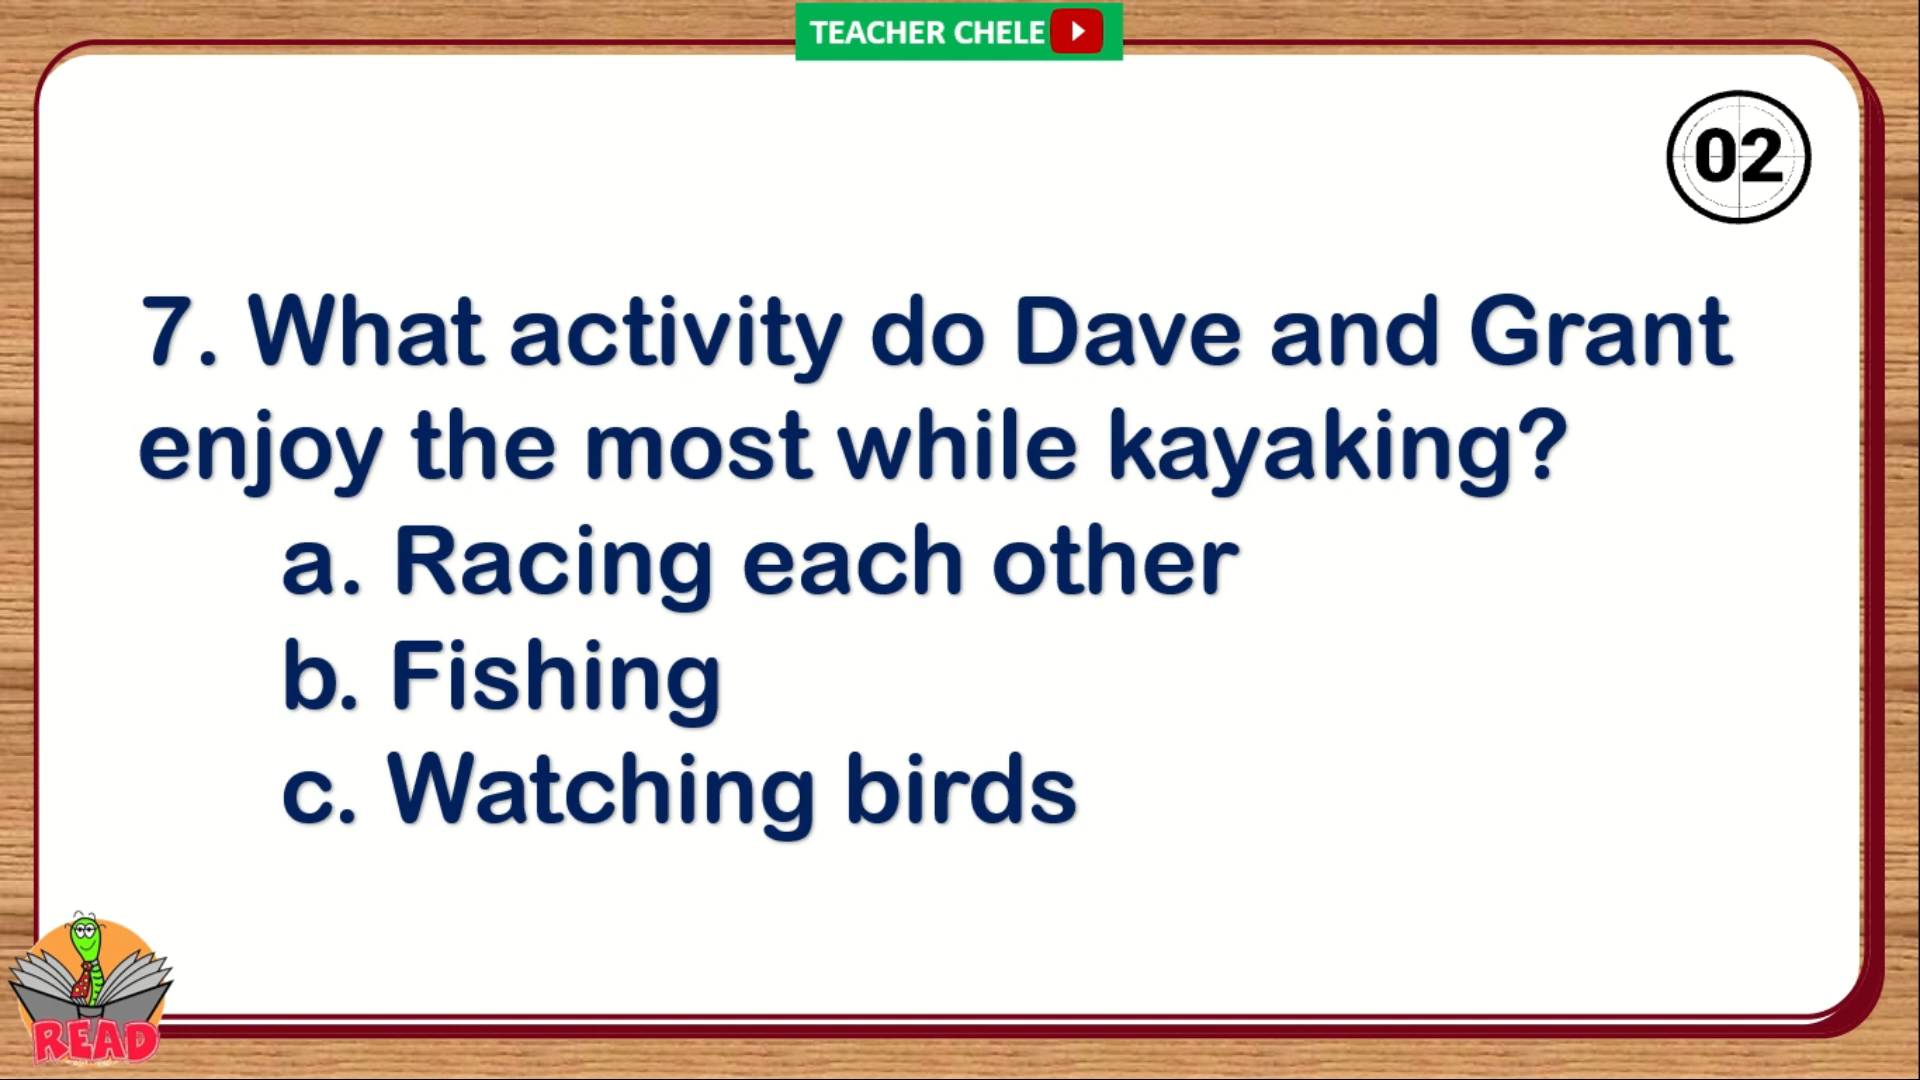 TEACHER CHELE
02
7. What activity do Dave and Grant
enjoy the most while kayaking?
a. Racing each other
b. Fishing
c. Watching birds
READ